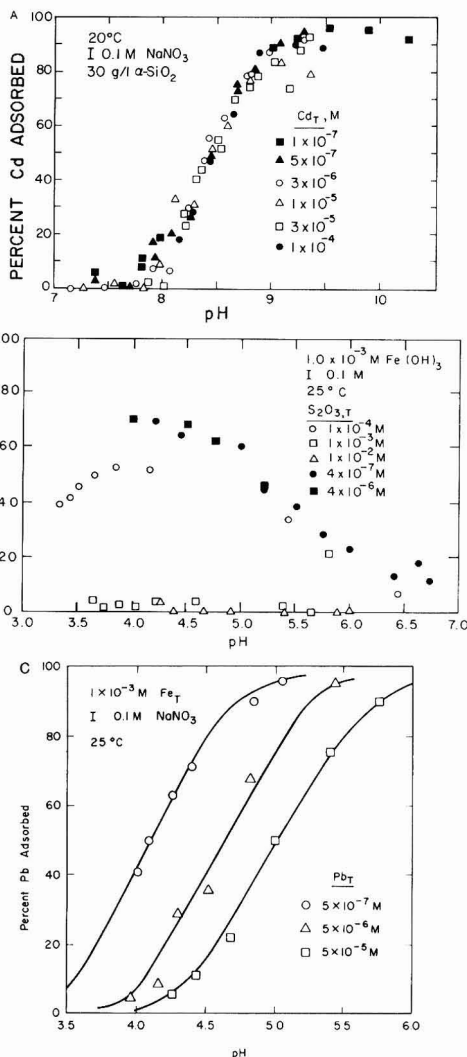 A
100
80
60
40
20
0
PERCENT Cd ADSORBED
20°C
I 0.1 M NaNO3
30 g/l α-SiO2
CdT, M
■ 1 x 10^-7
▲ 5 x 10^-7
○ 3 x 10^-6
△ 1 x 10^-5
□ 3 x 10^-5
● 1 x 10^-4
7 8 9 10
pH
00
80
60
40
20
0
1.0 x 10^-3 M Fe (OH)3
I 0.1 M
25°C
S2O3,T
○ 1 x 10^-4 M
□ 1 x 10^-3 M
△ 1 x 10^-2 M
● 4 x 10^-7 M
■ 4 x 10^-6 M
3.0 3.5 4.0 4.5 5.0 5.5 6.0 6.5 7.0
pH
C
100
80
60
40
20
0
Percent Pb Adsorbed
1 x 10^-3 M FeT
I 0.1 M NaNO3
25°C
PbT
○ 5 x 10^-7 M
△ 5 x 10^-6 M
□ 5 x 10^-5 M
3.5 4.0 4.5 5.0 5.5 6.0
pH